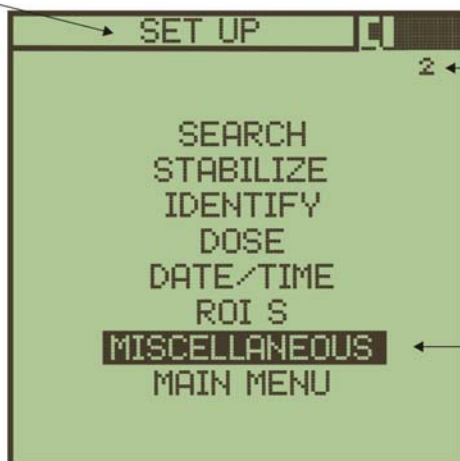 SET UP
2
SEARCH
STABILIZE
IDENTIFY
DOSE
DATE/TIME
ROI S
MISCELLANEOUS
MAIN MENU